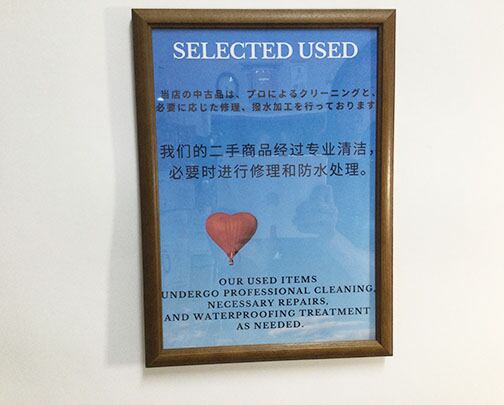 SELECTED USED
当店の中古品は、プロによるクリーニングと、
必要に応じた修理、撥水加工を行っております
我们的二手商品经过专业清洁，
必要时进行修理和防水处理。
OUR USED ITEMS
UNDERGO PROFESSIONAL CLEANING,
NECESSARY REPAIRS,
AND WATERPROOFING TREATMENT
AS NEEDED.